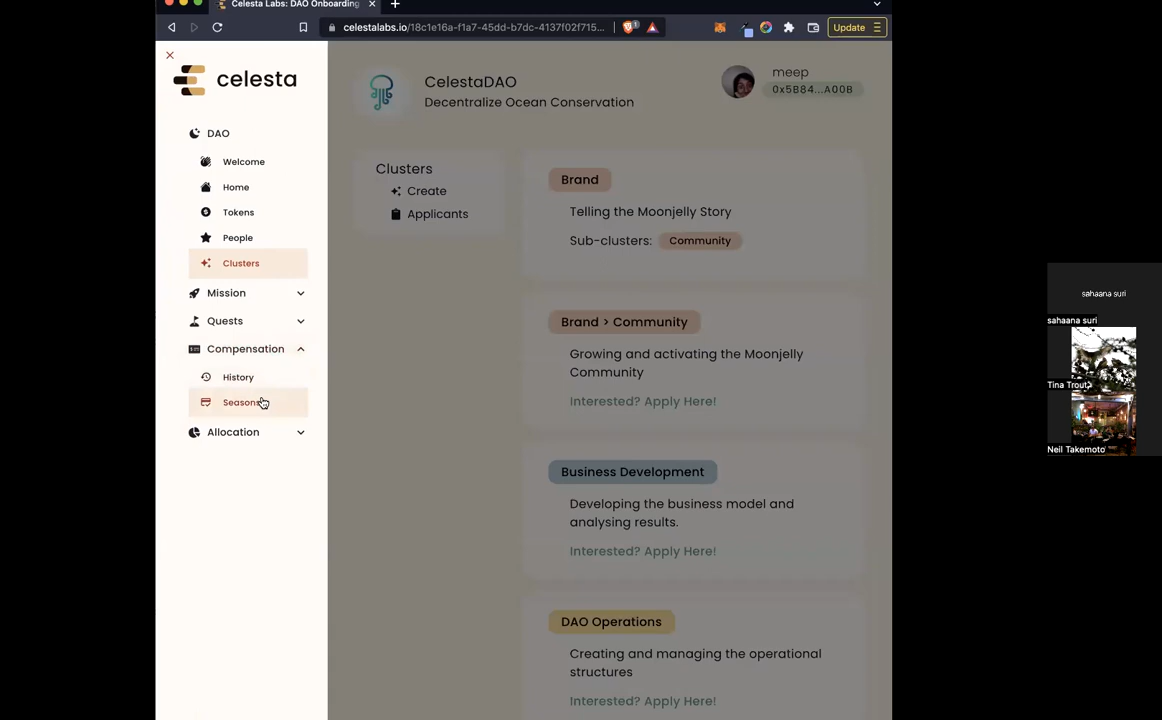 Celesta Labs: DAO Onboarding
celestalabs.io/18c1e16a-f1a7-45dd-b7dc-4137f02f715...
1
Update
celesta
DAO
Welcome
Home
Tokens
People
Clusters
Mission
Quests
Compensation
History
Seasons
Allocation
CelestaDAO
Decentralize Ocean Conservation
meep
0x5B84...A00B
Clusters
Create
Applicants
Brand
Telling the Moonjelly Story
Sub-clusters: Community
Brand > Community
Growing and activating the Moonjelly
Community
Interested? Apply Here!
Business Development
Developing the business model and
analysing results.
Interested? Apply Here!
DAO Operations
Creating and managing the operational
structures
Interested? Apply Here!
sahaana suri
sahaana suri
Tina Trout
Neil Takemoto